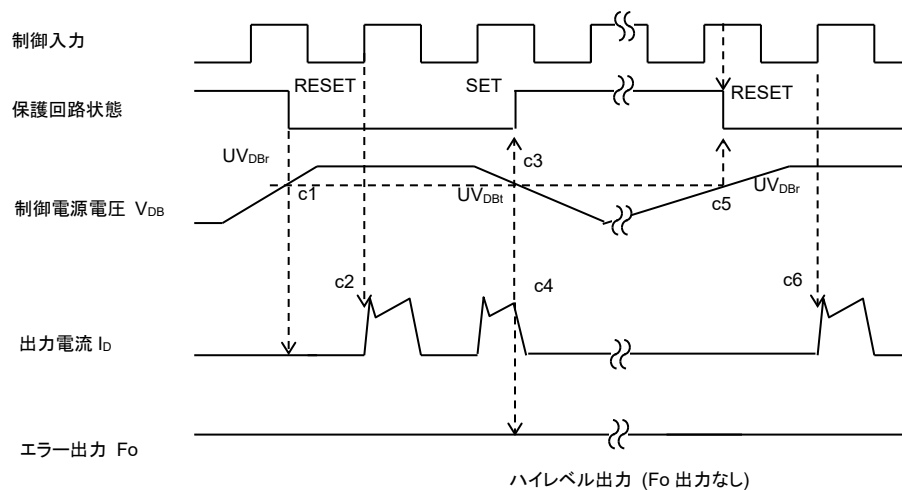 制御入力
RESET
SET
RESET
保護回路状態
UVDBr
c3
c1
UVDBt
c5
UVDBr
制御電源電圧 VDB
c2
c4
c6
出力電流 ID
エラー出力 Fo
ハイレベル出力 (Fo 出力なし)